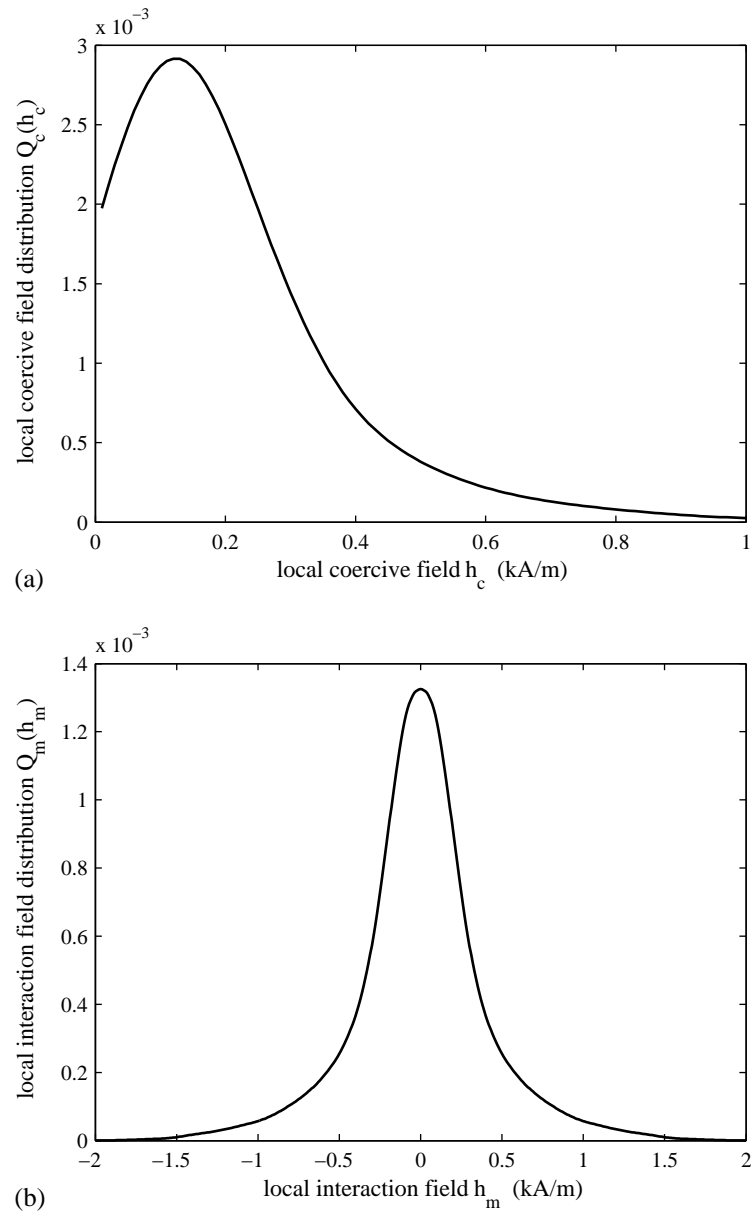 x 10⁻³
3
2.5
2
1.5
1
0.5
0
local coercive field distribution Q_c(h_c)
0 0.2 0.4 0.6 0.8 1
local coercive field h_c (kA/m)
(a)
x 10⁻³
1.4
1.2
1
0.8
0.6
0.4
0.2
0
local interaction field distribution Q_m(h_m)
−2 −1.5 −1 −0.5 0 0.5 1 1.5 2
local interaction field h_m (kA/m)
(b)